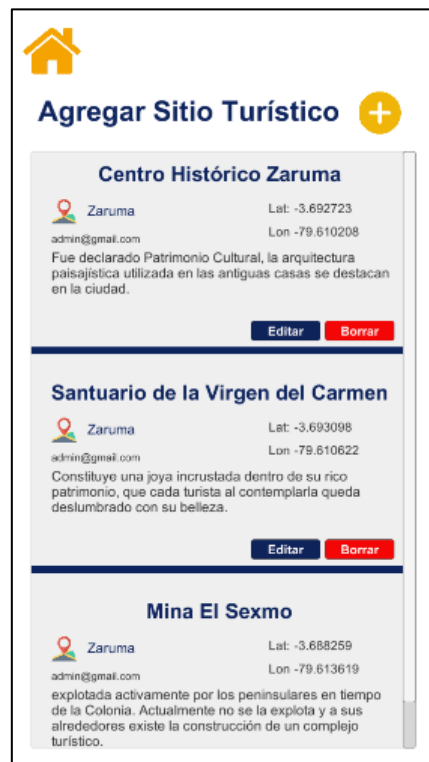 Agregar Sitio Turístico
Centro Histórico Zaruma
Zaruma Lat: -3.692723
admin@gmail.com Lon -79.610208
Fue declarado Patrimonio Cultural, la arquitectura
paisajística utilizada en las antiguas casas se destacan
en la ciudad.
Editar Borrar
Santuario de la Virgen del Carmen
Zaruma Lat: -3.693098
admin@gmail.com Lon -79.610622
Constituye una joya incrustada dentro de su rico
patrimonio, que cada turista al contemplarla queda
deslumbrado con su belleza.
Editar Borrar
Mina El Sexmo
Zaruma Lat: -3.688259
admin@gmail.com Lon -79.613619
explotada activamente por los peninsulares en tiempo
de la Colonia. Actualmente no se la explota y a sus
alrededores existe la construcción de un complejo
turístico.